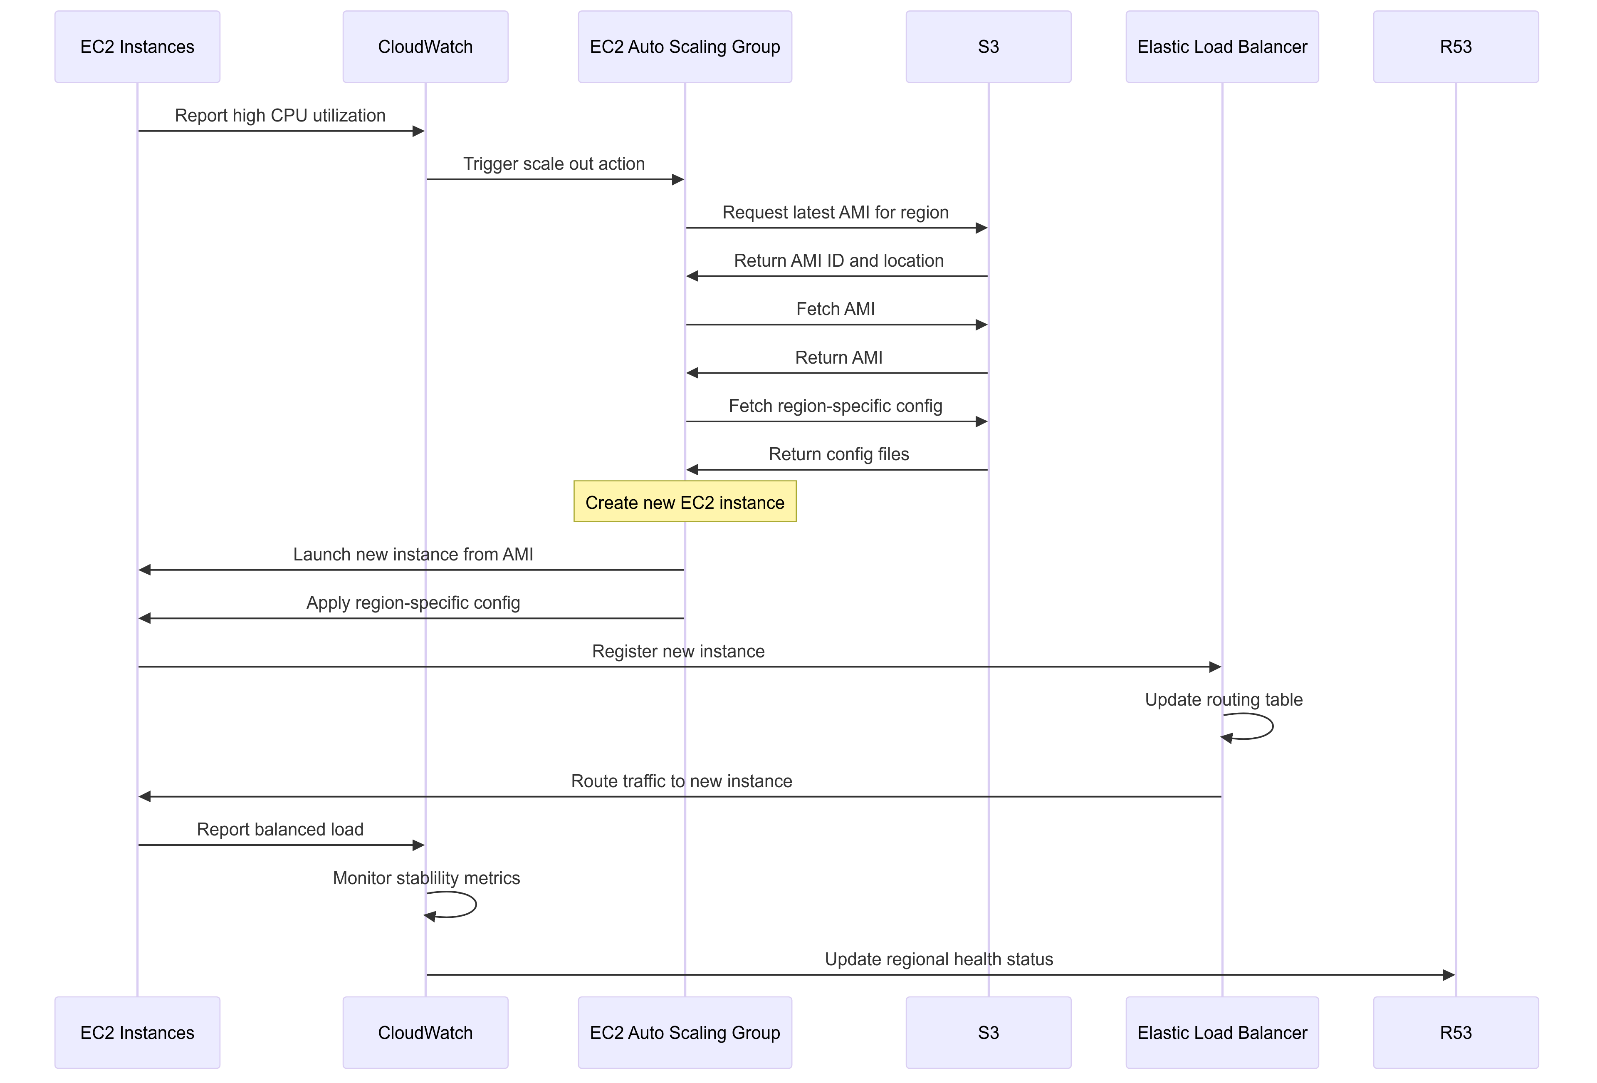 EC2 Instances
CloudWatch
EC2 Auto Scaling Group
S3
Elastic Load Balancer
R53
Report high CPU utilization
Trigger scale out action
Request latest AMI for region
Return AMI ID and location
Fetch AMI
Return AMI
Fetch region-specific config
Return config files
Create new EC2 instance
Launch new instance from AMI
Apply region-specific config
Register new instance
Update routing table
Route traffic to new instance
Report balanced load
Monitor stablility metrics
Update regional health status
EC2 Instances
CloudWatch
EC2 Auto Scaling Group
S3
Elastic Load Balancer
R53